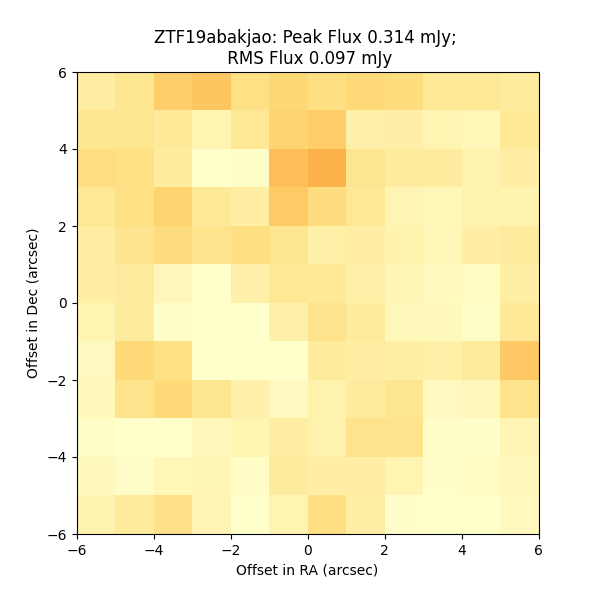 ZTF19abakjao: Peak Flux 0.314 mJy;
RMS Flux 0.097 mJy
6
4
2
0
−2
−4
−6
Offset in Dec (arcsec)
−6 −4 −2 0 2 4 6
Offset in RA (arcsec)